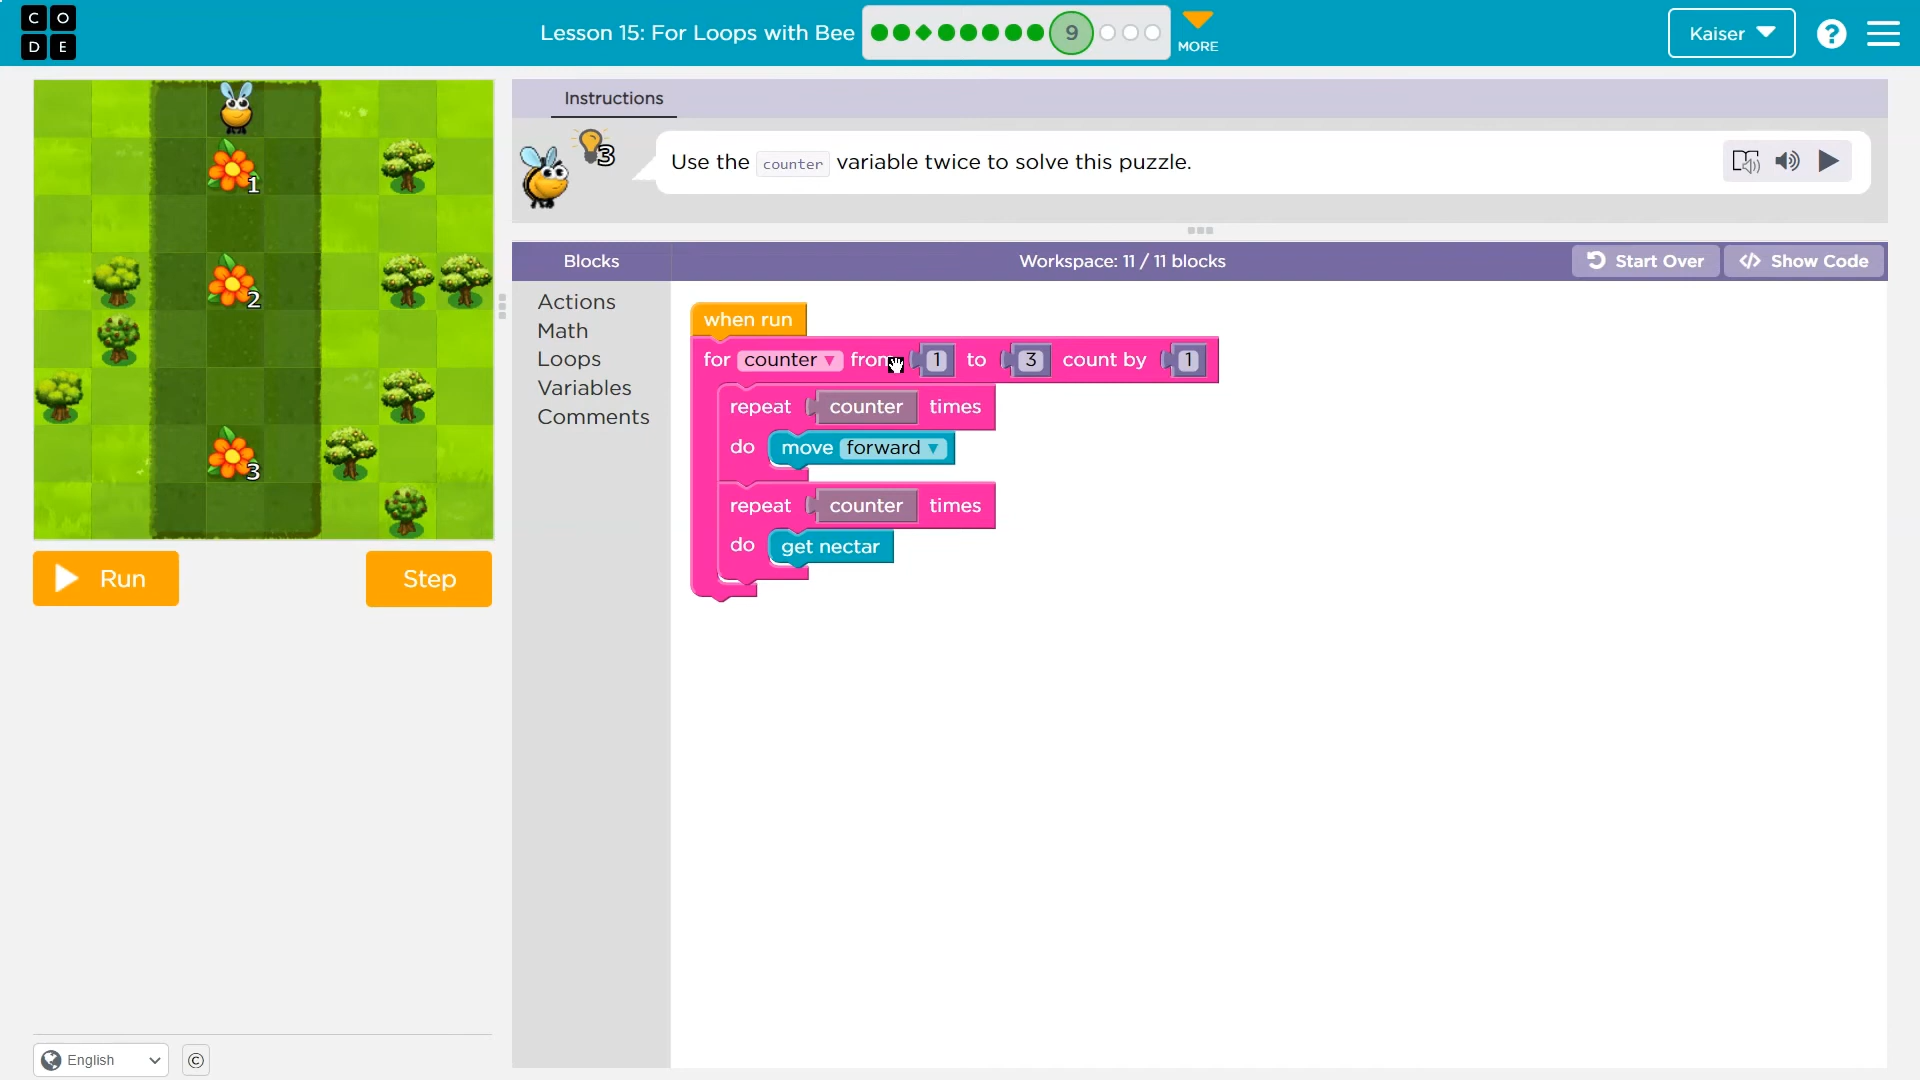 C O
D E
Lesson 15: For Loops with Bee
9
MORE
Kaiser
?
1
2
3
Run
Step
English
©
Instructions
3
Use the counter variable twice to solve this puzzle.
Blocks
Workspace: 11 / 11 blocks
Start Over
</> Show Code
Actions
Math
Loops
Variables
Comments
when run
for counter ▼ from 1 to 3 count by 1
repeat counter times
do move forward ▼
repeat counter times
do get nectar